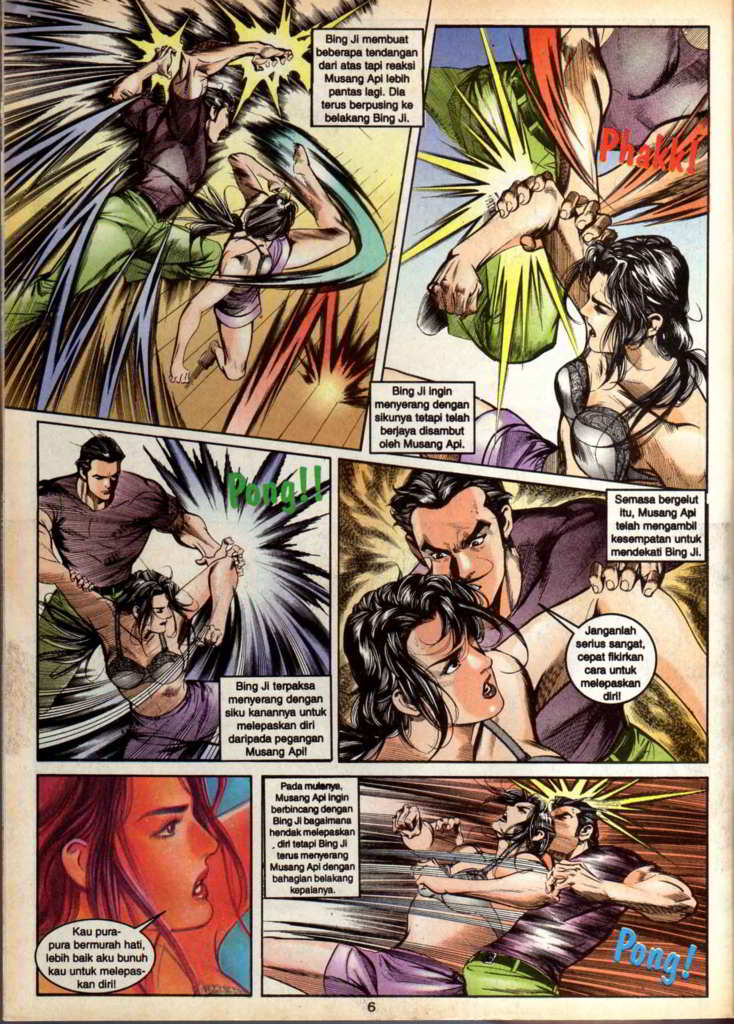 Bing Ji membuat
beberapa tendangan
dari atas tapi reaksi
Musang Api lebih
pantas lagi. Dia
terus berpusing ke
belakang Bing Ji.
Phakk!
Bing Ji ingin
menyerang dengan
sikunya tetapi telah
berjaya disambut
oleh Musang Api.
Pong!!
Bing Ji terpaksa
menyerang dengan
siku kanannya untuk
melepaskan diri
daripada pegangan
Musang Api!
Semasa bergelut
itu, Musang Api
telah mengambil
kesempatan untuk
mendekati Bing Ji.
Janganlah
serius sangat,
cepat fikirkan
cara untuk
melepaskan
diri!
Kau pura-
pura bermurah hati,
lebih baik aku bunuh
kau untuk melepas-
kan diri!
Pada mulanya,
Musang Api ingin
berbincang dengan
Bing Ji bagaimana
hendak melepaskan
diri tetapi Bing Ji
terus menyerang
Musang Api dengan
bahagian belakang
kepalanya.
Pong!
6